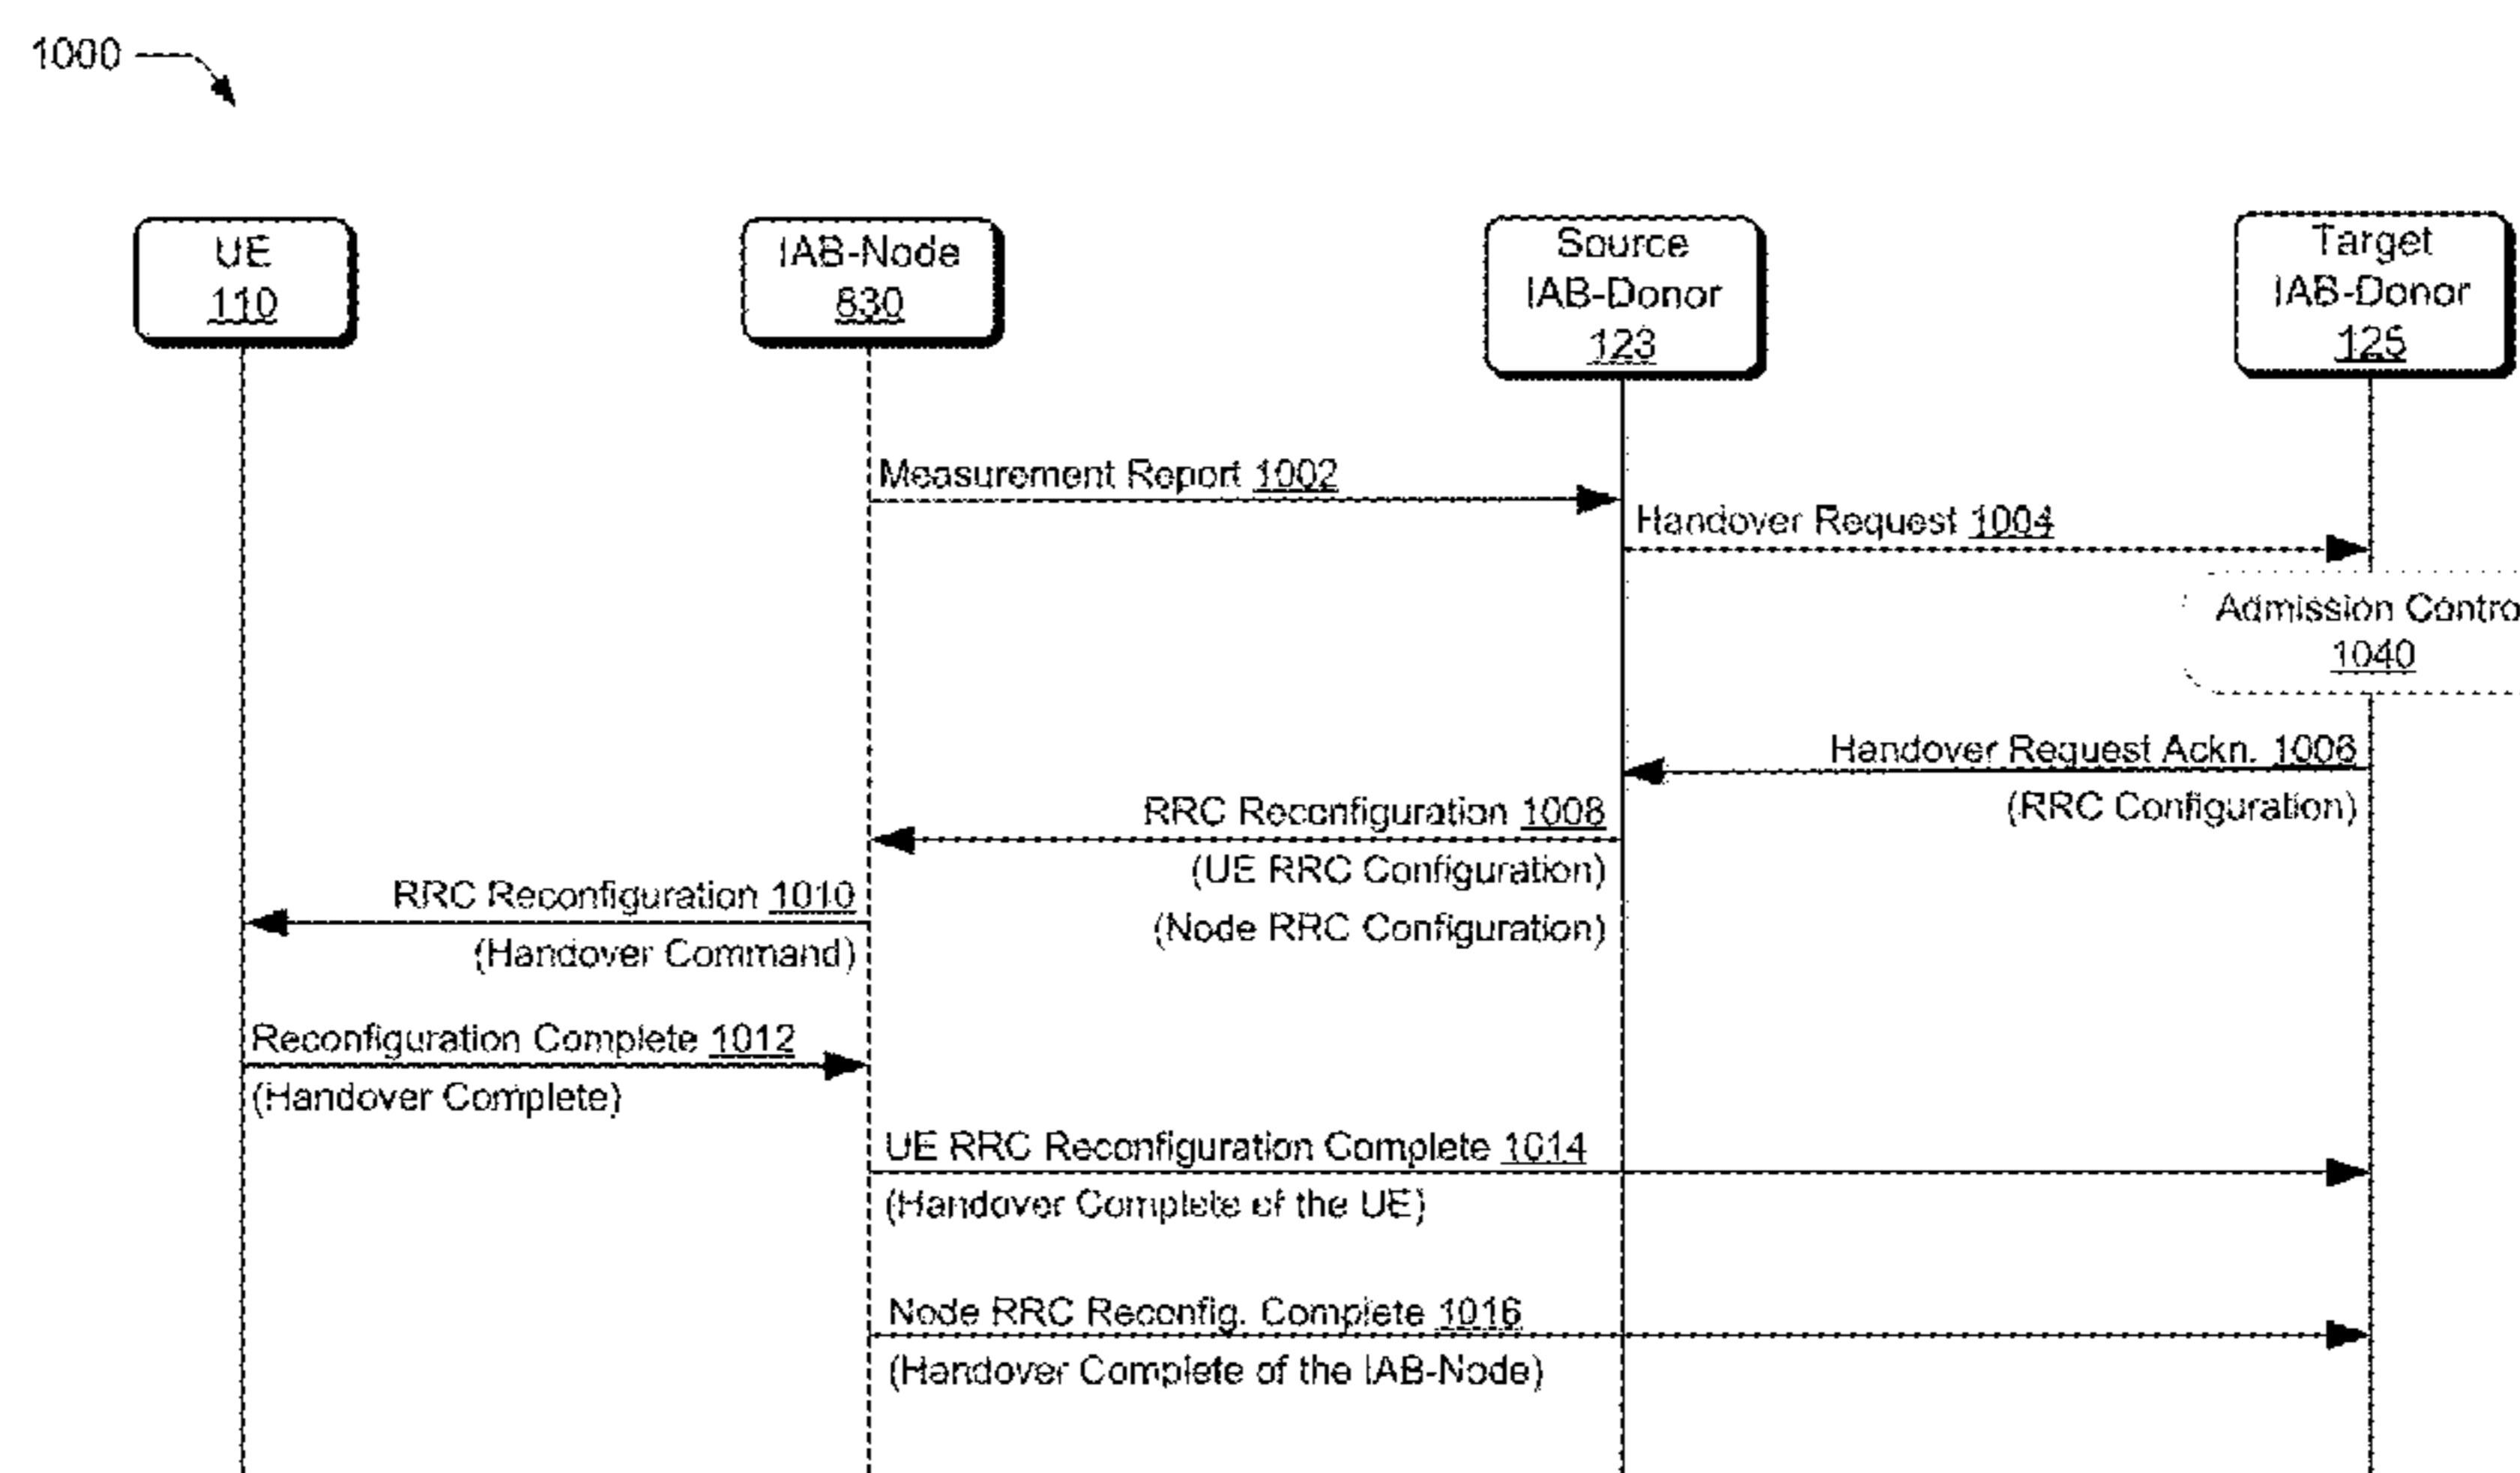 1000
UE
110
IAB-Node
830
Source
IAB-Donor
123
Target
IAB-Donor
125
Measurement Report 1002
Handover Request 1004
Admission Contro
1040
Handover Request Ackn. 1006
(RRC Configuration)
RRC Reconfiguration 1008
(UE RRC Configuration)
(Node RRC Configuration)
RRC Reconfiguration 1010
(Handover Command)
Reconfiguration Complete 1012
(Handover Complete)
UE RRC Reconfiguration Complete 1014
(Handover Complete of the UE)
Node RRC Reconfig. Complete 1016
(Handover Complete of the IAB-Node)